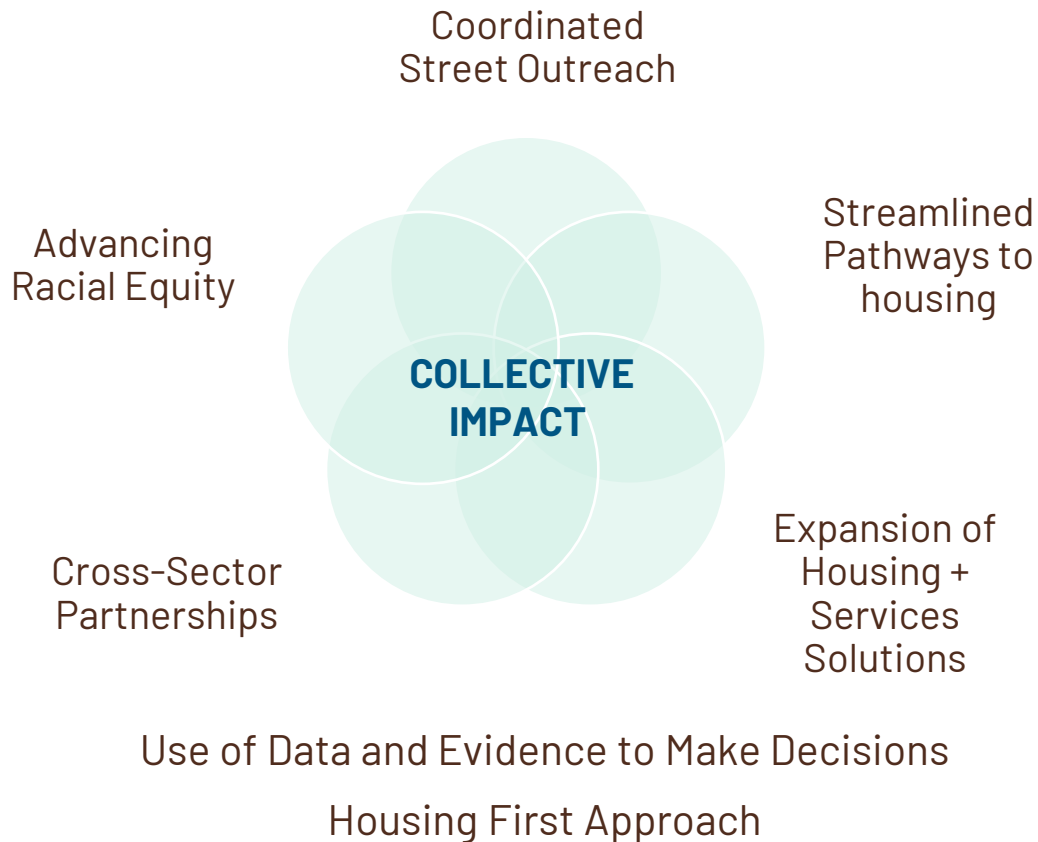 Coordinated
Street Outreach
Streamlined
Pathways to
housing
Advancing
Racial Equity
COLLECTIVE
IMPACT
Expansion of
Housing +
Services
Solutions
Cross-Sector
Partnerships
Use of Data and Evidence to Make Decisions
Housing First Approach